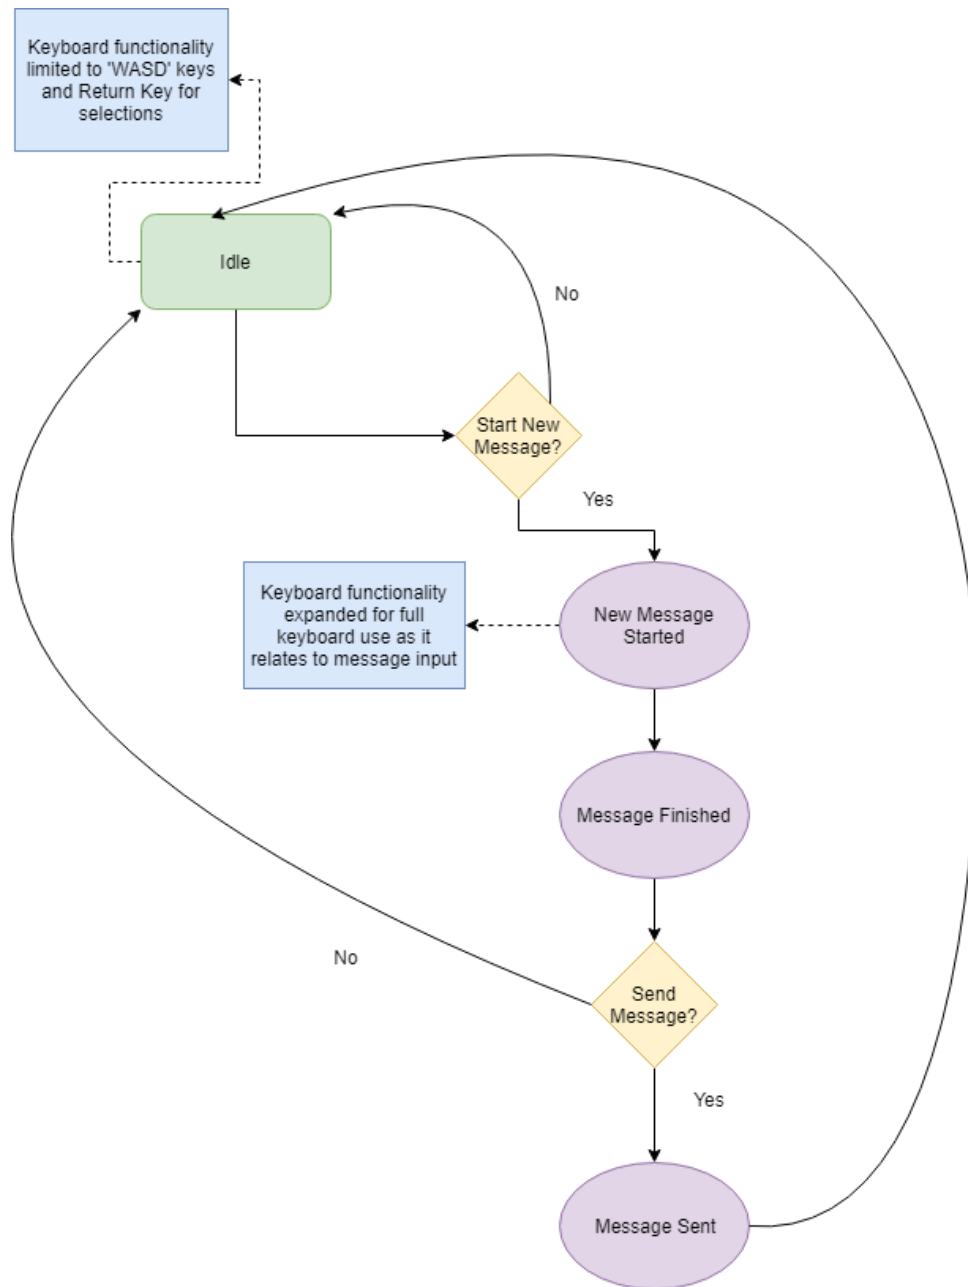 Keyboard functionality
limited to 'WASD' keys
and Return Key for
selections
Idle
No
Start New
Message?
Yes
Keyboard functionality
expanded for full
keyboard use as it
relates to message input
New Message
Started
Message Finished
No
Send
Message?
Yes
Message Sent